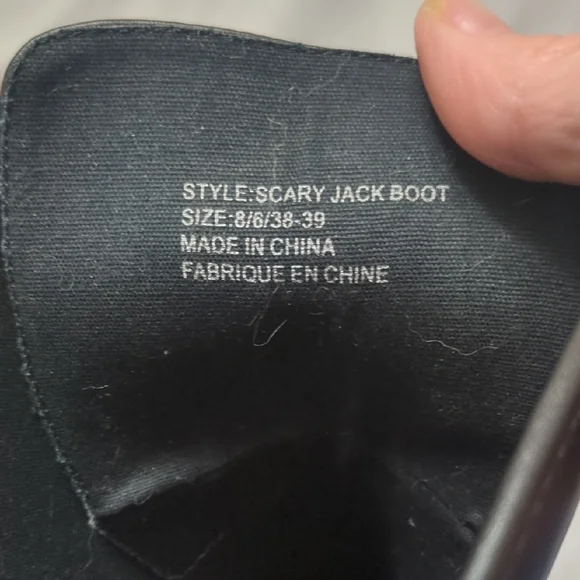 STYLE:SCARY JACK BOOT
SIZE:8/6/38-39
MADE IN CHINA
FABRIQUE EN CHINE